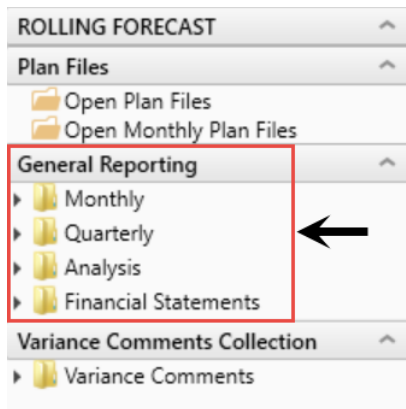 ROLLING FORECAST
Plan Files
Open Plan Files
Open Monthly Plan Files
General Reporting
Monthly
Quarterly
Analysis
Financial Statements
Variance Comments Collection
Variance Comments